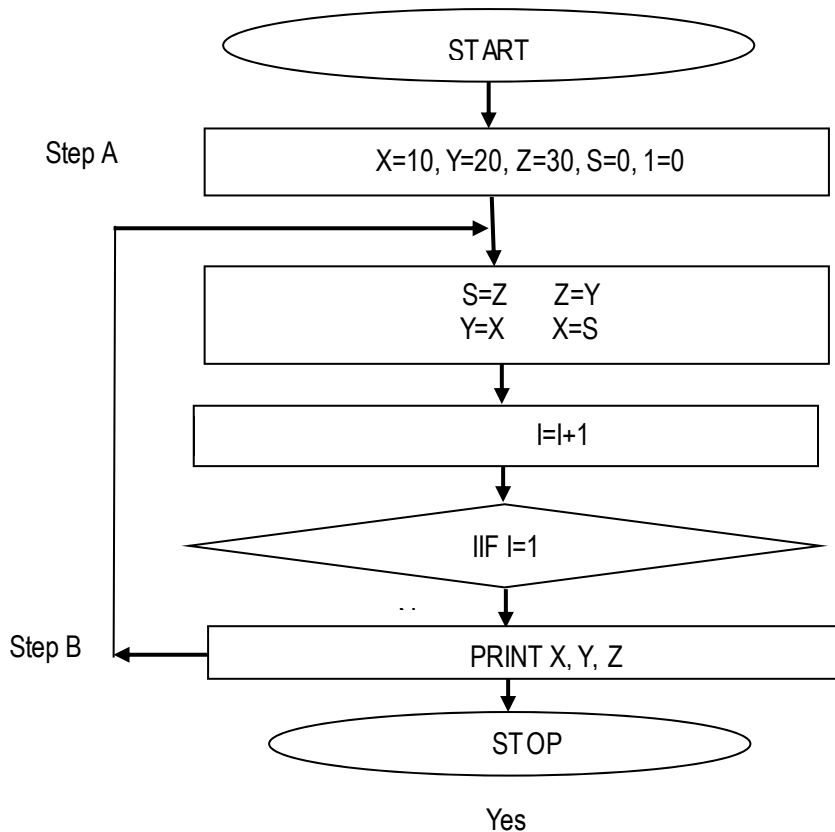 START
Step A
X=10, Y=20, Z=30, S=0, 1=0
S=Z Z=Y
Y=X X=S
I=I+1
IIF I=1
Step B
PRINT X, Y, Z
STOP
Yes